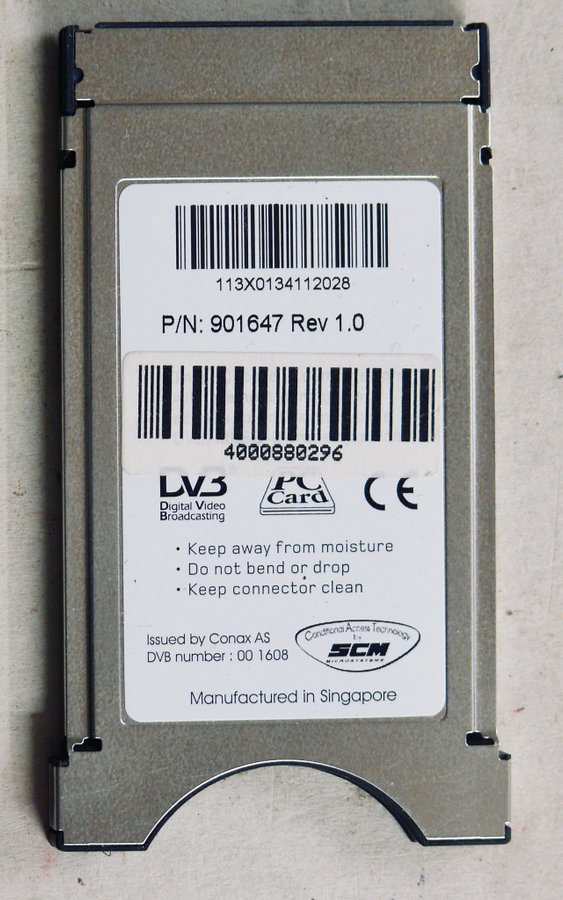 113X0134112028
P/N: 901647 Rev 1.0
4000880296
DVB
Digital Video
Broadcasting
PC
Card
CE
· Keep away from moisture
· Do not bend or drop
· Keep connector clean
Issued by Conax AS
DVB number : 00 1608
Conditional Access Technology
by
SCM
MICROSYSTEMS
Manufactured in Singapore